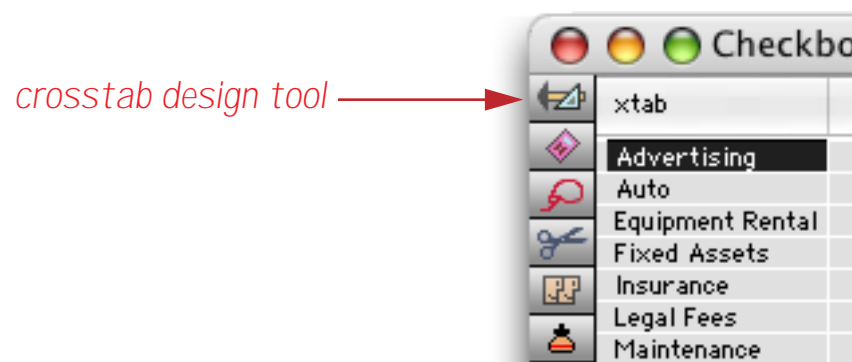 Checkbo
crosstab design tool
xtab
Advertising
Auto
Equipment Rental
Fixed Assets
Insurance
Legal Fees
Maintenance